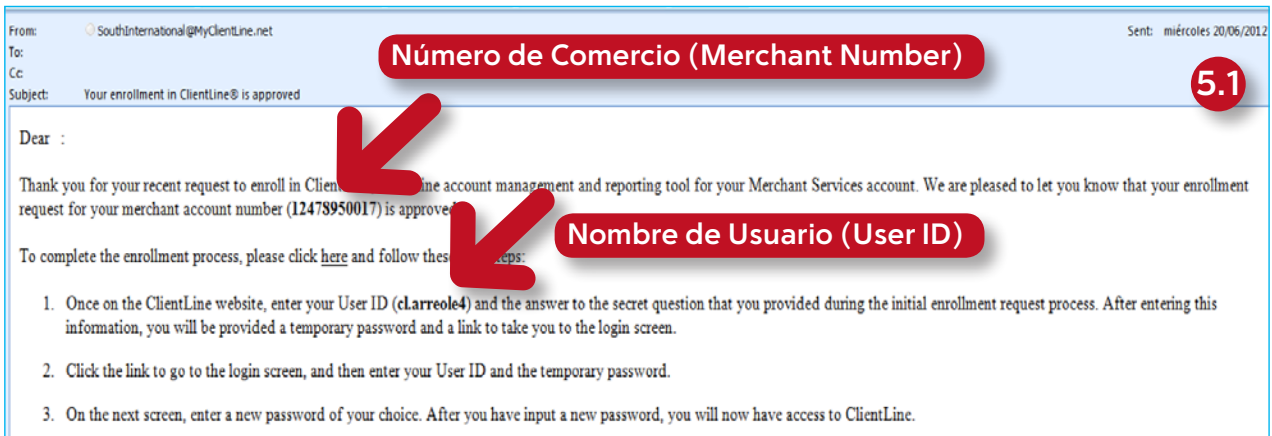 From: SouthInternational@MyClientLine.net Sent: miércoles 20/06/2012
To:
Cc:
Subject: Your enrollment in ClientLine® is approved
Número de Comercio (Merchant Number)
5.1
Dear :
Thank you for your recent request to enroll in account management and reporting tool for your Merchant Services account. We are pleased to let you know that your enrollment
request for your merchant account number (12478950017) is approved
Nombre de Usuario (User ID)
To complete the enrollment process, please click here and follow
1. Once on the ClientLine website, enter your User ID (cl.arreole4) and the answer to the secret question that you provided during the initial enrollment request process. After entering this
information, you will be provided a temporary password and a link to take you to the login screen.
2. Click the link to go to the login screen, and then enter your User ID and the temporary password.
3. On the next screen, enter a new password of your choice. After you have input a new password, you will now have access to ClientLine.